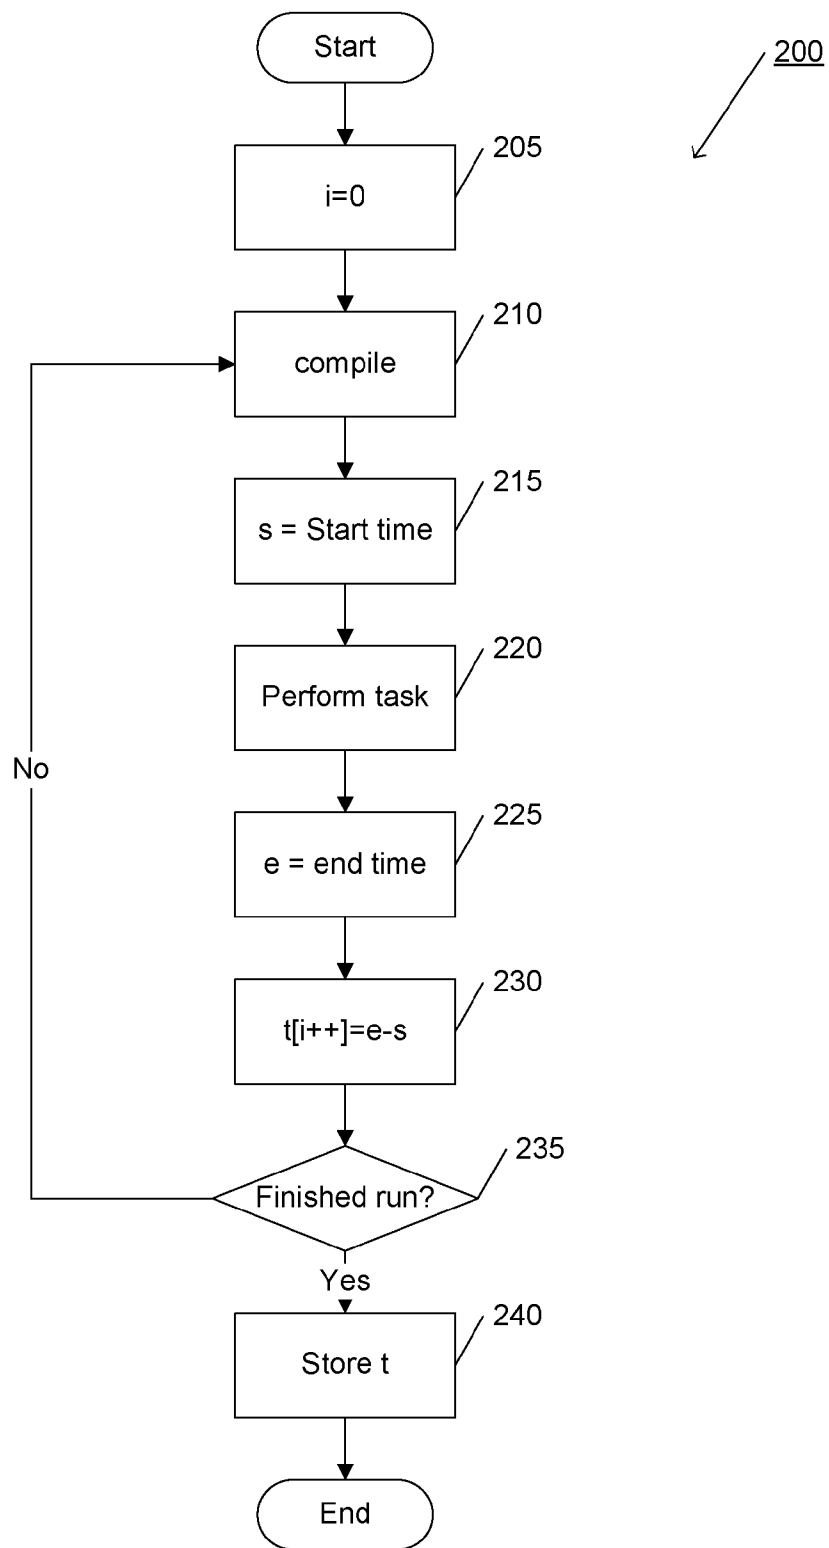 Start
200
205
i=0
210
compile
215
s = Start time
220
Perform task
No
225
e = end time
230
t[i++]=e-s
235
Finished run?
Yes
240
Store t
End